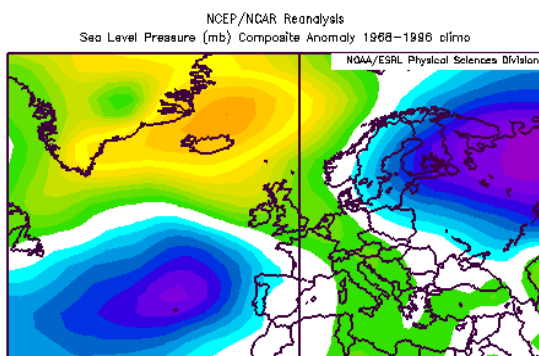 NCEP/NCAR Reanalysis
Sea Level Pressure (mb) Composite Anomaly 1968-1996 climo
NOAA/ESRL Physical Sciences Division